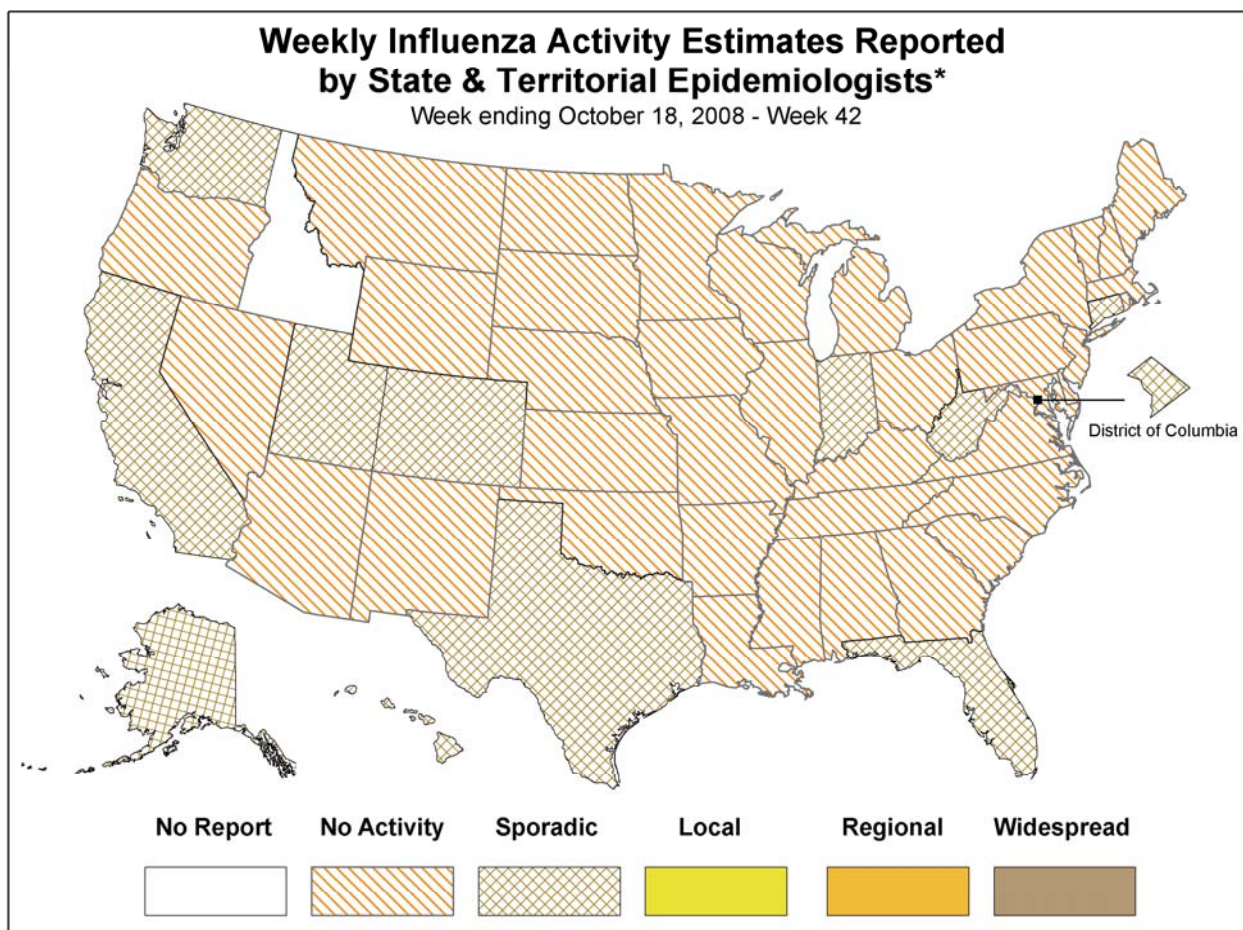 Weekly Influenza Activity Estimates Reported
by State & Territorial Epidemiologists*
Week ending October 18, 2008 - Week 42
District of Columbia
No Report No Activity Sporadic Local Regional Widespread